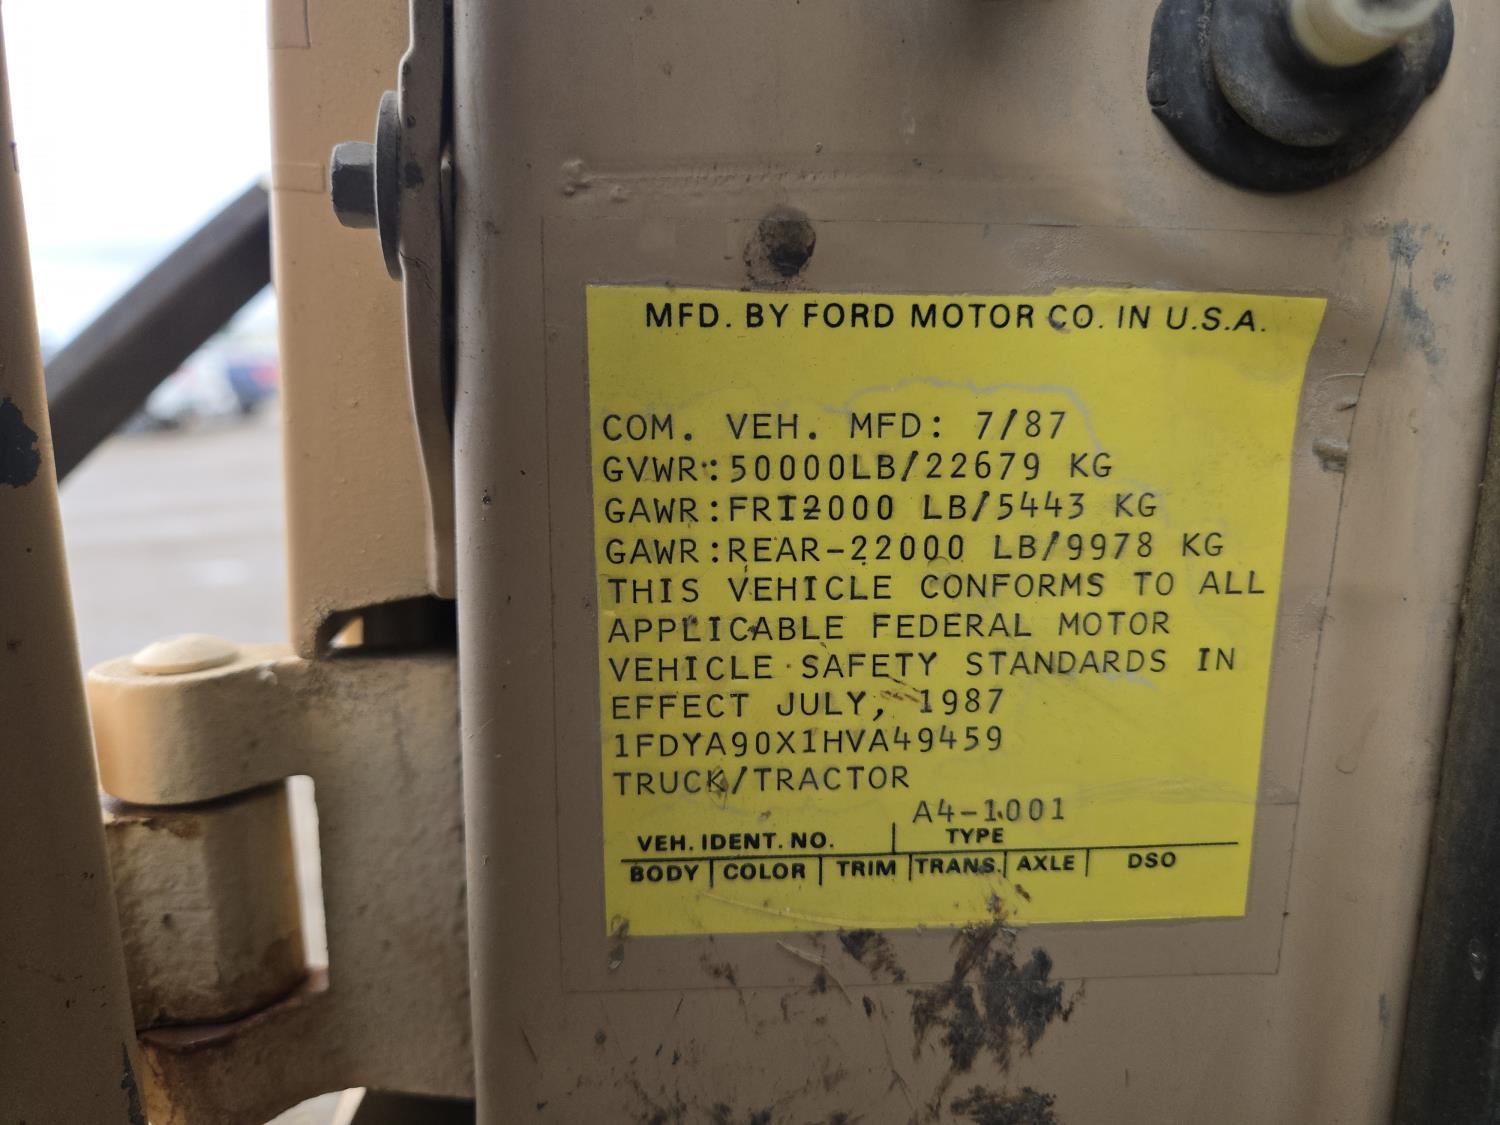 MFD. BY FORD MOTOR CO. IN U.S.A.
COM. VEH. MFD: 7/87
GVWR:50000LB/22679 KG
GAWR:FRT2000 LB/5443 KG
GAWR:REAR-22000 LB/9978 KG
THIS VEHICLE CONFORMS TO ALL
APPLICABLE FEDERAL MOTOR
VEHICLE SAFETY STANDARDS IN
EFFECT JULY, 1987
1FDYA90X1HVA49459
TRUCK/TRACTOR
A4-1001
VEH. IDENT. NO. TYPE
BODY COLOR TRIM TRANS. AXLE DSO